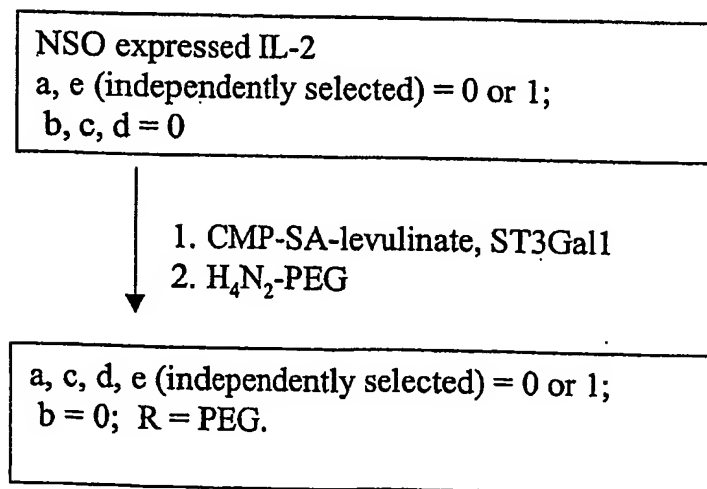 NSO expressed IL-2
a, e (independently selected) = 0 or 1;
b, c, d = 0
1. CMP-SA-levulinate, ST3Gal1
2. H₄N₂-PEG
a, c, d, e (independently selected) = 0 or 1;
b = 0; R = PEG.